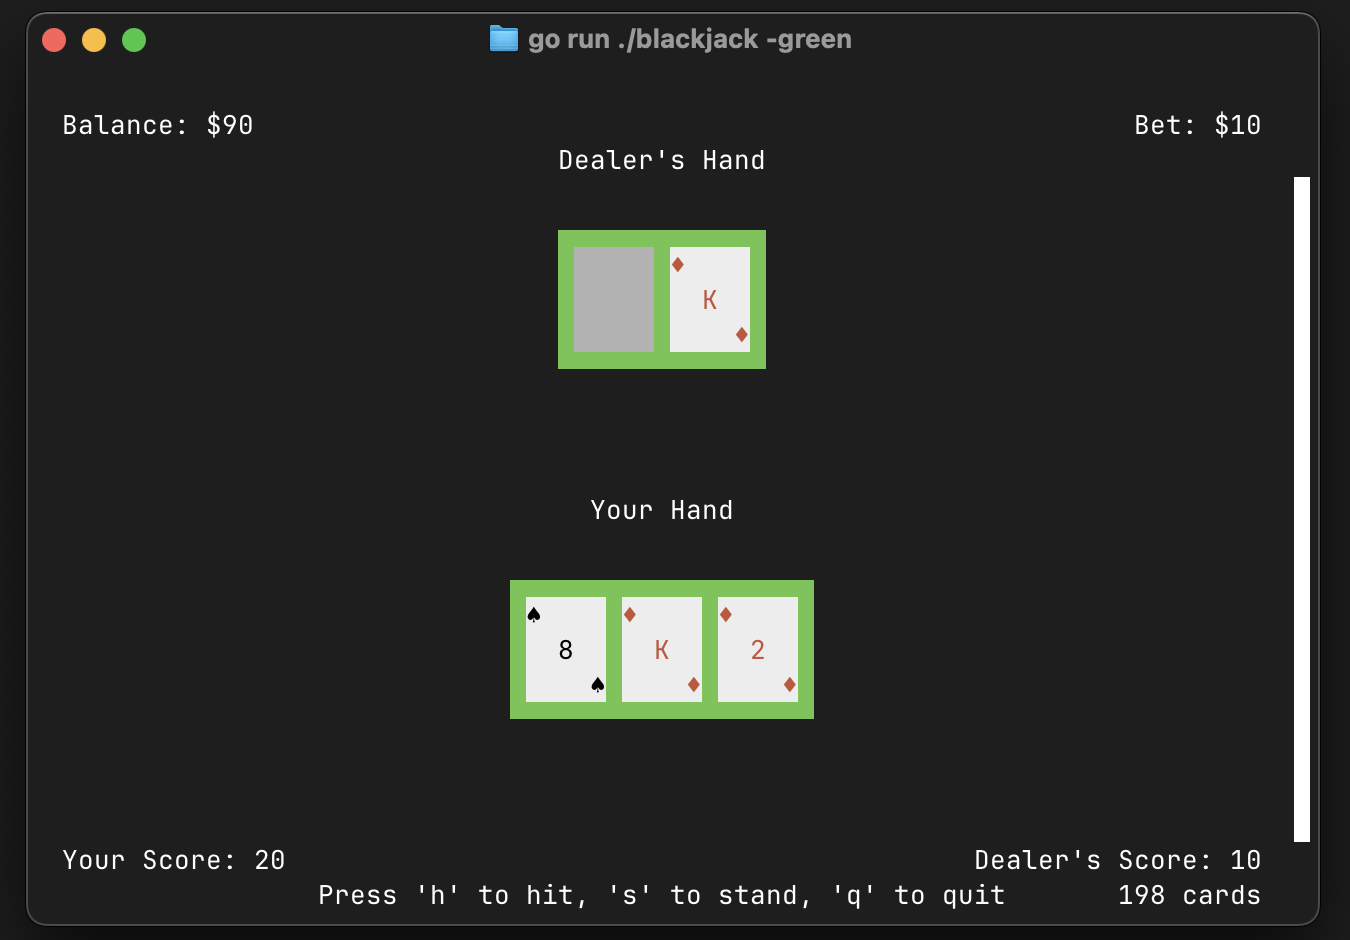 go run ./blackjack -green
Balance: $90
Bet: $10
Dealer's Hand
♦
K
♦
Your Hand
♠ ♦ ♦
8 K 2
♠ ♦ ♦
Your Score: 20
Dealer's Score: 10
Press 'h' to hit, 's' to stand, 'q' to quit
198 cards